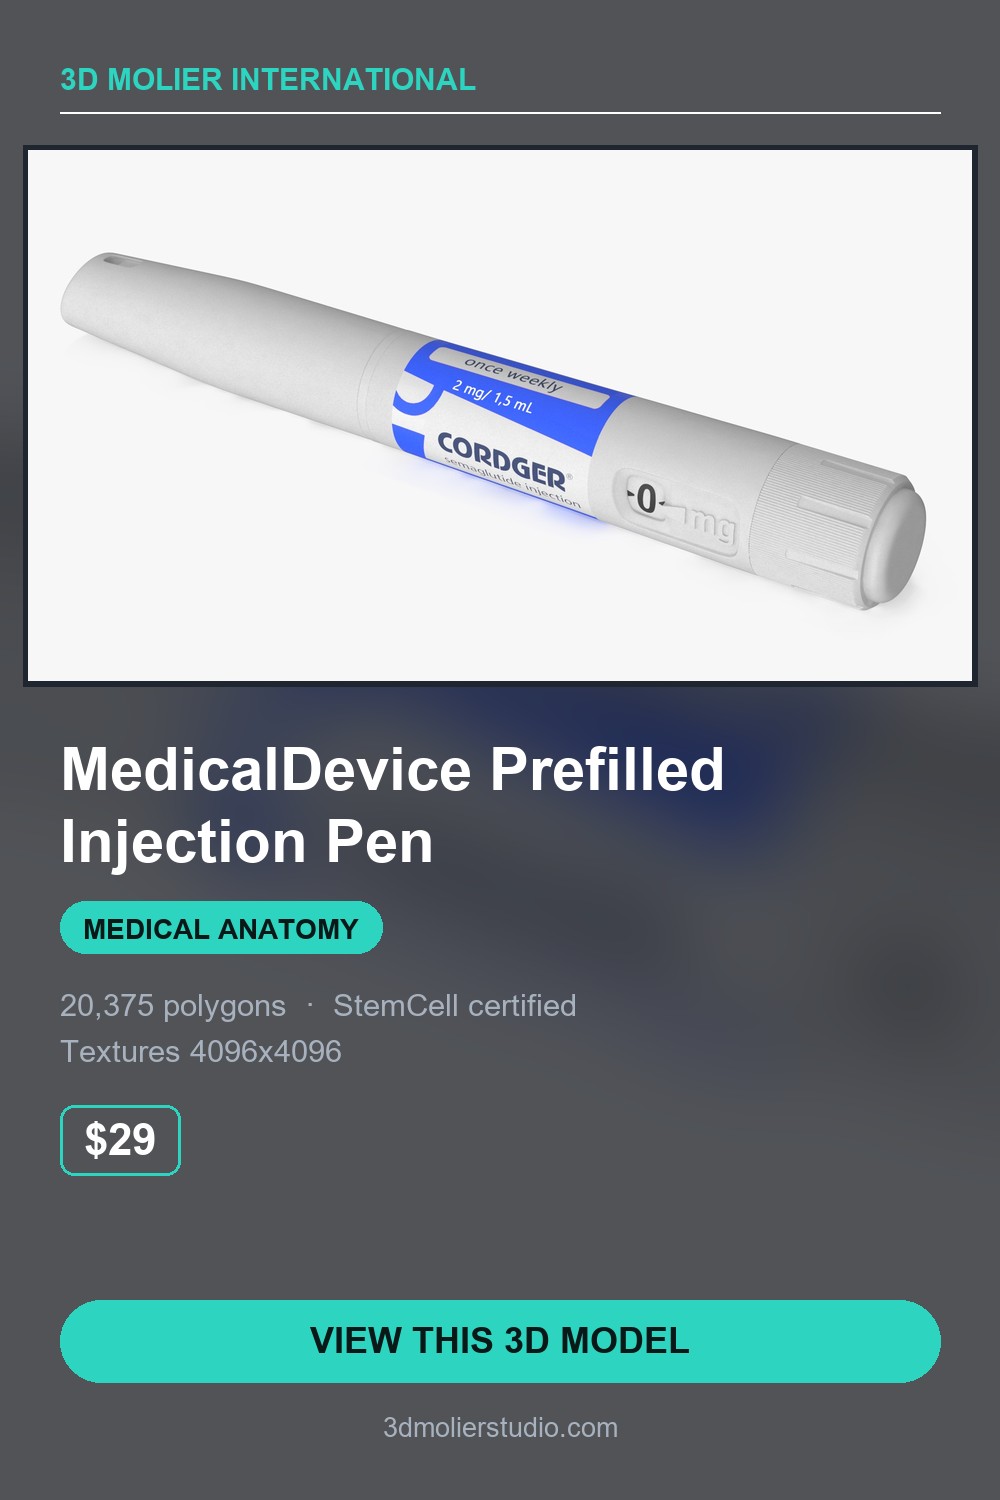 3D MOLIER INTERNATIONAL
once weekly
2 mg/ 1,5 mL
CORDGER®
semaglutide injection
0 mg
MedicalDevice Prefilled
Injection Pen
MEDICAL ANATOMY
20,375 polygons · StemCell certified
Textures 4096x4096
$29
VIEW THIS 3D MODEL
3dmolierstudio.com